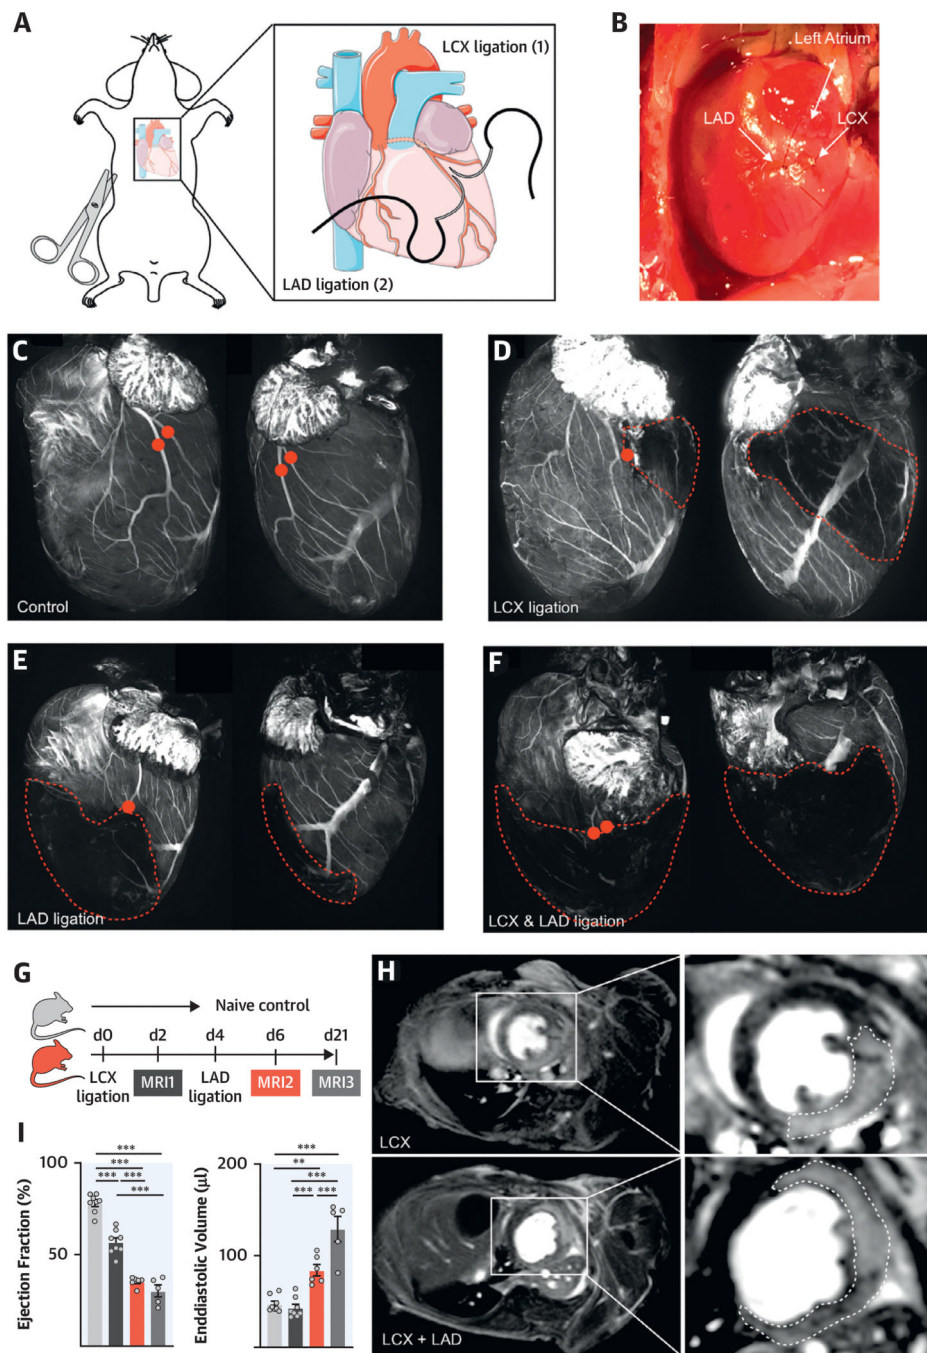 A
LCX ligation (1)
LAD ligation (2)
B
Left Atrium
LAD
LCX
C
Control
D
LCX ligation
E
LAD ligation
F
LCX & LAD ligation
G
Naive control
d0
d2
d4
d6
d21
LCX
ligation
MRI1
LAD
ligation
MRI2
MRI3
H
LCX
LCX + LAD
I
Ejection Fraction (%)
100
50
***
***
*** ***
***
Enddiastolic Volume (µl)
200
100
***
**
***
*** ***